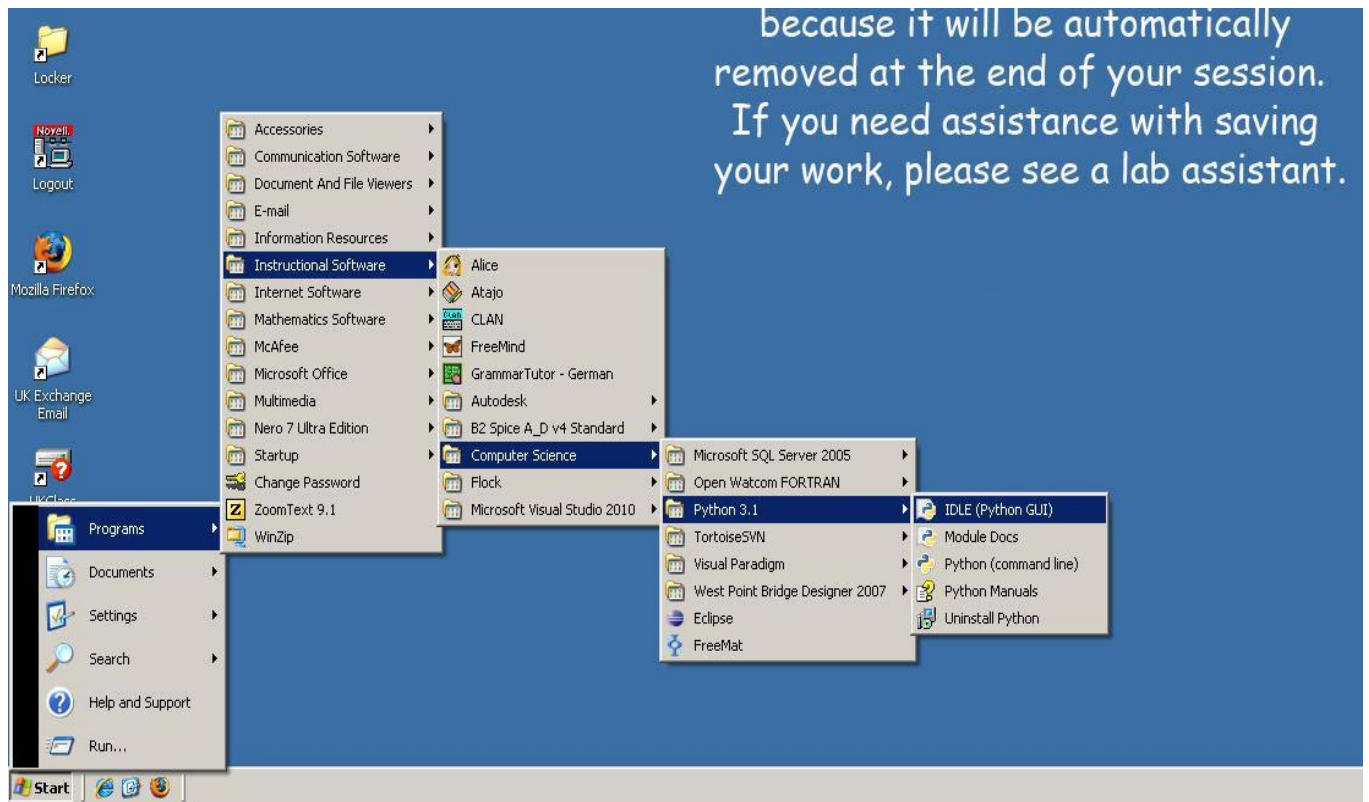 because it will be automatically
removed at the end of your session.
If you need assistance with saving
your work, please see a lab assistant.
Locker
Novell.
Logout
Mozilla Firefox
UK Exchange
Email
Programs
Documents
Settings
Search
Help and Support
Run...
Start
Accessories
Communication Software
Document And File Viewers
E-mail
Information Resources
Instructional Software
Internet Software
Mathematics Software
McAfee
Microsoft Office
Multimedia
Nero 7 Ultra Edition
Startup
Change Password
Z ZoomText 9.1
WinZip
Alice
Atajo
CLAN CLAN
FreeMind
GrammarTutor - German
Autodesk
B2 Spice A_D v4 Standard
Computer Science
Flock
Microsoft Visual Studio 2010
Microsoft SQL Server 2005
Open Watcom FORTRAN
Python 3.1
TortoiseSVN
Visual Paradigm
West Point Bridge Designer 2007
Eclipse
FreeMat
IDLE (Python GUI)
Module Docs
Python (command line)
Python Manuals
Uninstall Python